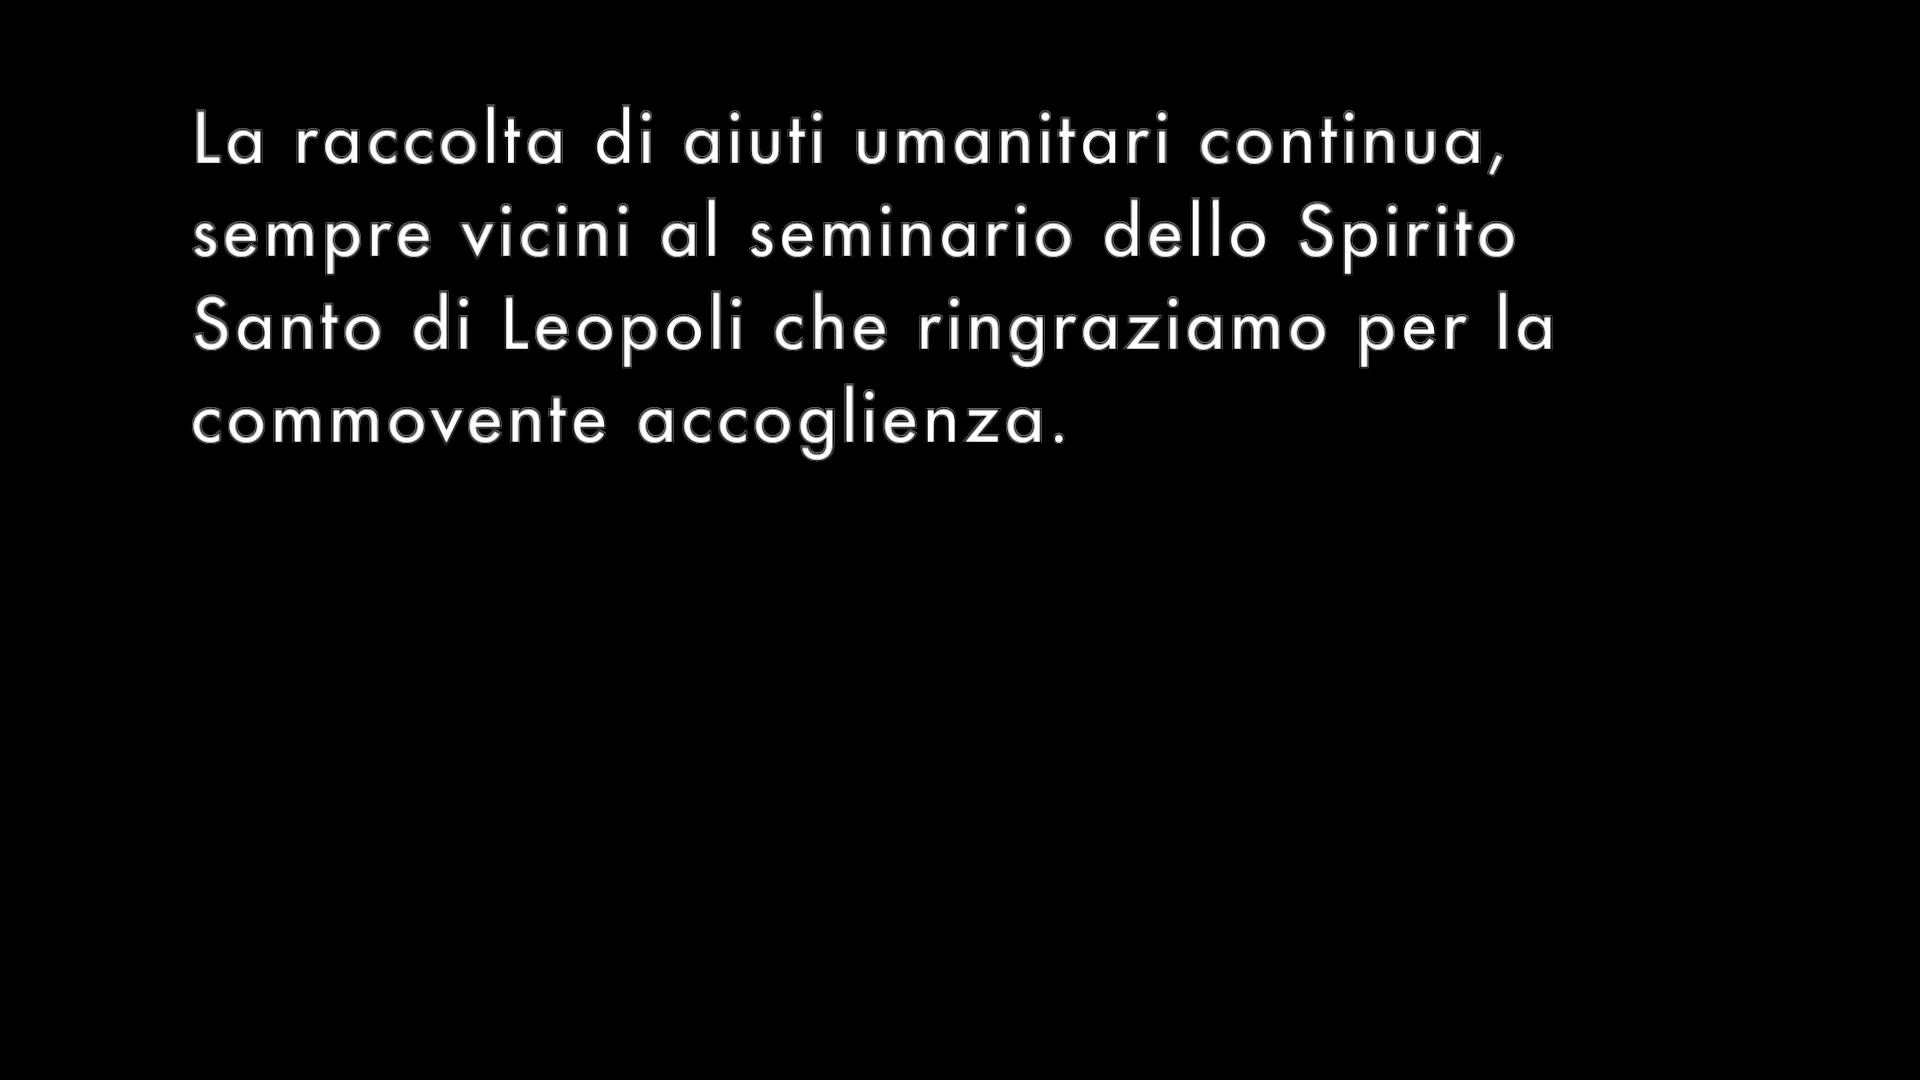 La raccolta di aiuti umanitari continua,
sempre vicini al seminario dello Spirito
Santo di Leopoli che ringraziamo per la
commovente accoglienza.